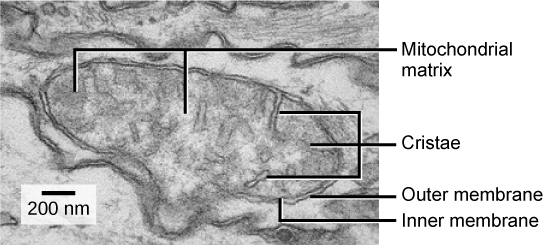 Mitochondrial
matrix
Cristae
Outer membrane
Inner membrane
200 nm